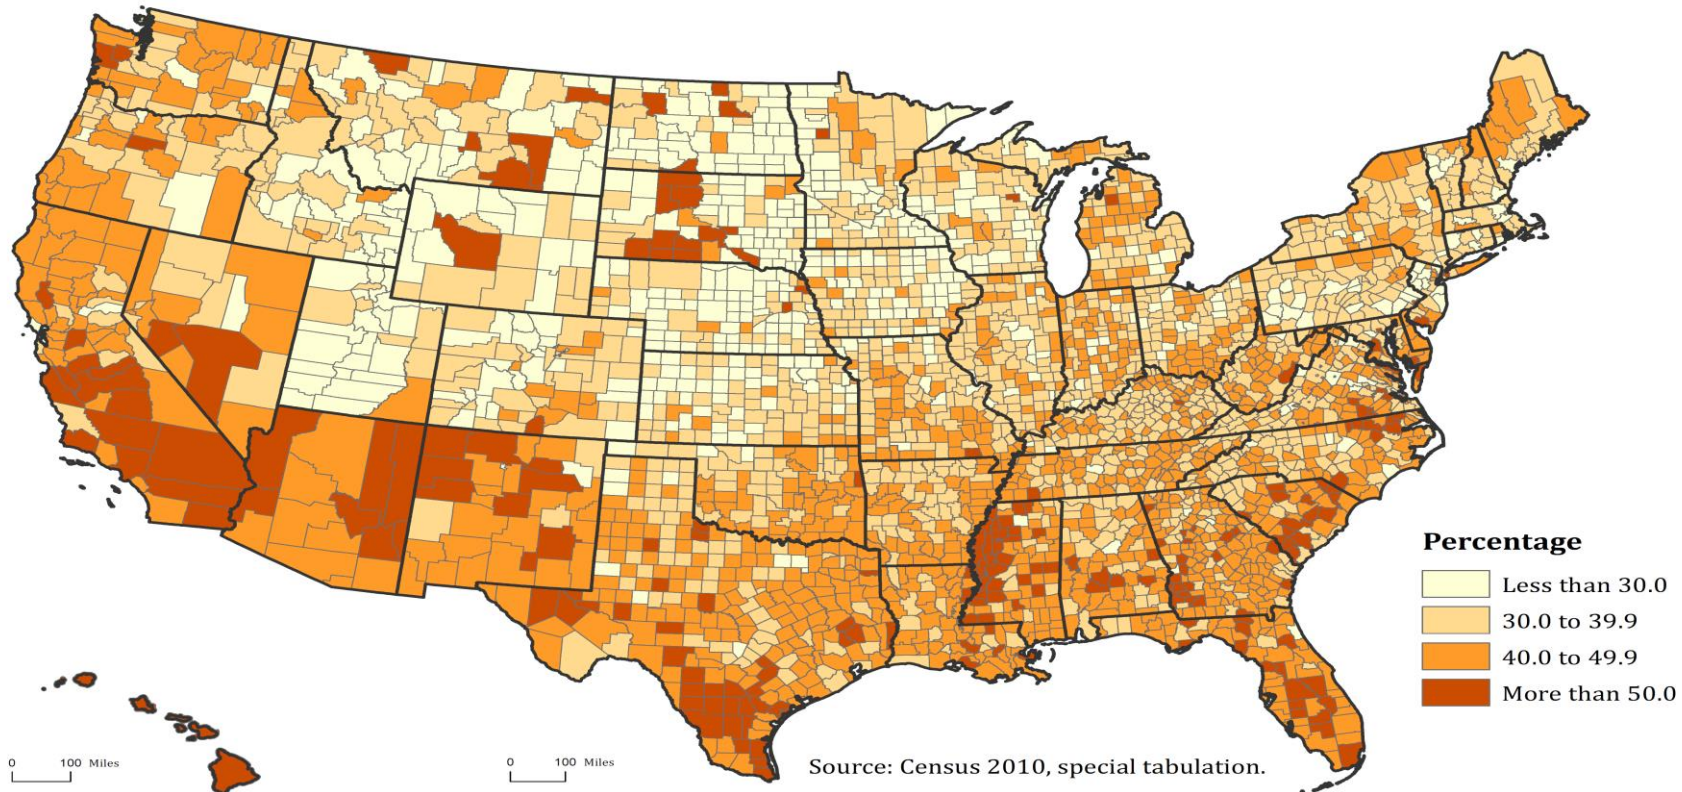 Percentage
Less than 30.0
30.0 to 39.9
40.0 to 49.9
More than 50.0
0 100 Miles
0 100 Miles
Source: Census 2010, special tabulation.